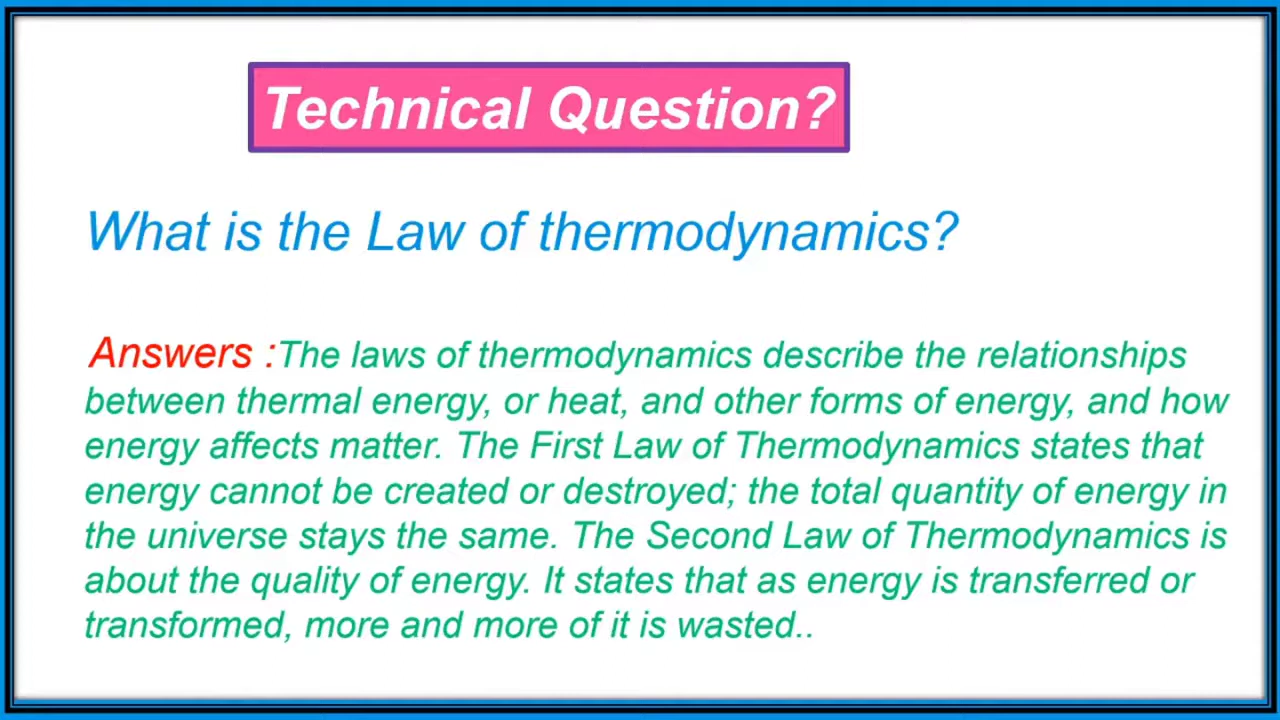 Technical Question?
What is the Law of thermodynamics?
Answers :The laws of thermodynamics describe the relationships
between thermal energy, or heat, and other forms of energy, and how
energy affects matter. The First Law of Thermodynamics states that
energy cannot be created or destroyed; the total quantity of energy in
the universe stays the same. The Second Law of Thermodynamics is
about the quality of energy. It states that as energy is transferred or
transformed, more and more of it is wasted..